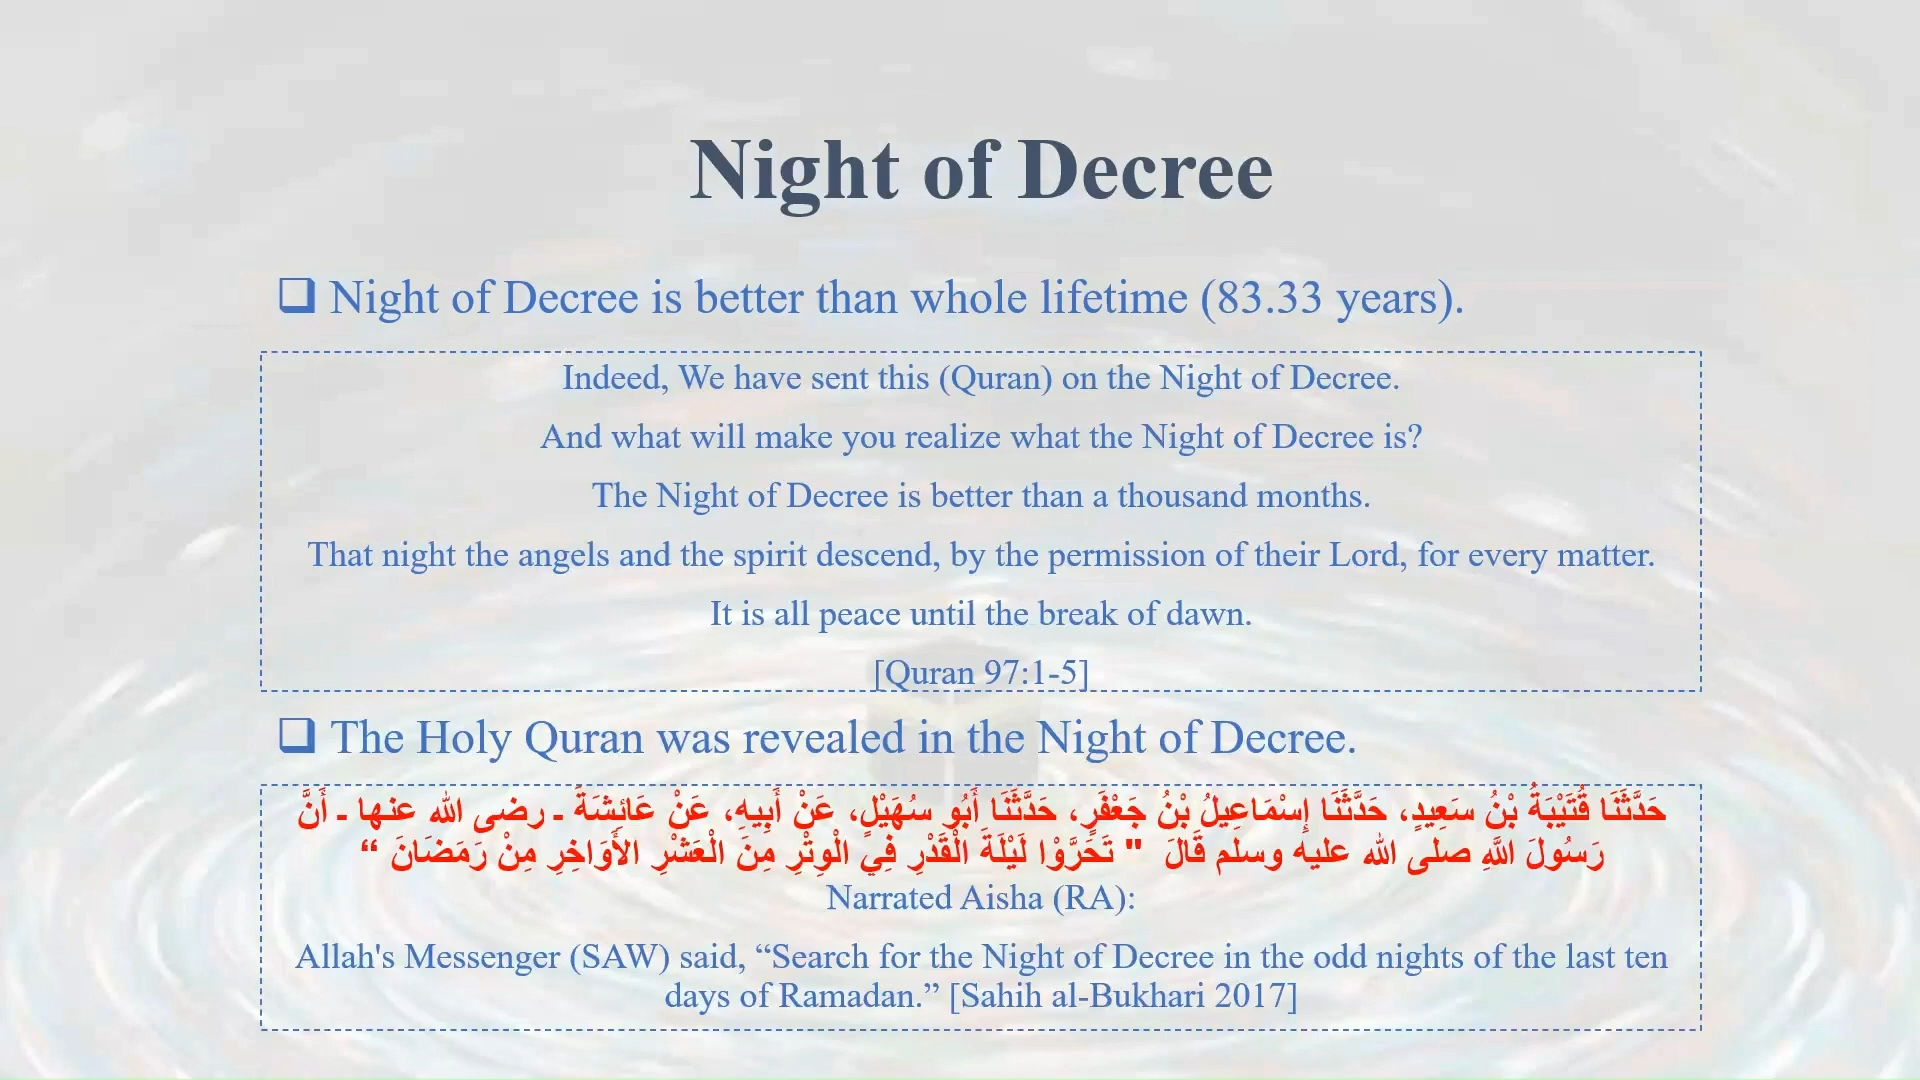 Night of Decree
❑ Night of Decree is better than whole lifetime (83.33 years).
Indeed, We have sent this (Quran) on the Night of Decree.
And what will make you realize what the Night of Decree is?
The Night of Decree is better than a thousand months.
That night the angels and the spirit descend, by the permission of their Lord, for every matter.
It is all peace until the break of dawn.
[Quran 97:1-5]
❑ The Holy Quran was revealed in the Night of Decree.
حَدَّثَنَا قُتَيْبَةُ بْنُ سَعِيدٍ، حَدَّثَنَا إِسْمَاعِيلُ بْنُ جَعْفَرٍ، حَدَّثَنَا أَبُو سُهَيْلٍ، عَنْ أَبِيهِ، عَنْ عَائِشَةَ ـ رضى الله عنها ـ أَنَّ
رَسُولَ اللَّهِ صلى الله عليه وسلم قَالَ " تَحَرَّوْا لَيْلَةَ الْقَدْرِ فِي الْوِتْرِ مِنَ الْعَشْرِ الأَوَاخِرِ مِنْ رَمَضَانَ “
Narrated Aisha (RA):
Allah's Messenger (SAW) said, “Search for the Night of Decree in the odd nights of the last ten
days of Ramadan.” [Sahih al-Bukhari 2017]